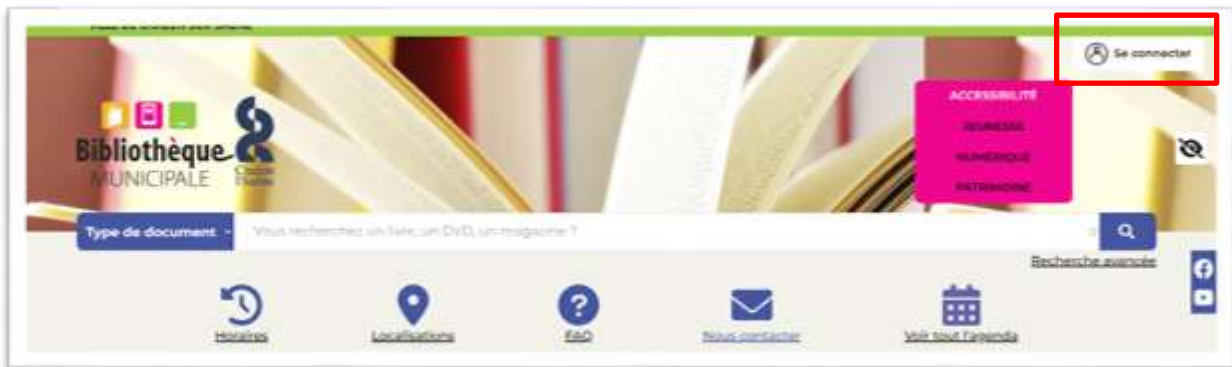 Se connecter
ACCESSIBILITÉ
JEUNESSE
NUMÉRIQUE
PATRIMOINE
Bibliothèque
MUNICIPALE
Type de document
Vous recherchez un livre, un DVD, un magazine ?
Recherche avancée
Horaires
Localisations
FAQ
Nous contacter
Voir tout l'agenda